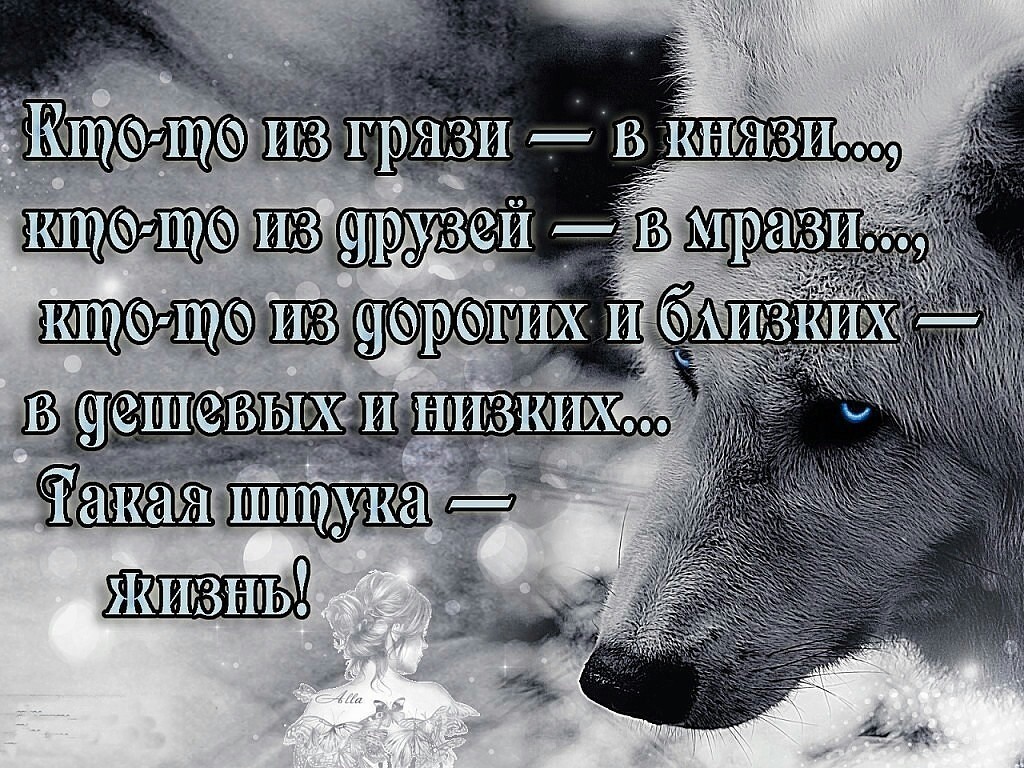 Кто-то из грязи — в князи...,
кто-то из друзей — в мрази...,
кто-то из дорогих и близких —
в дешевых и низких...
Такая штука —
жизнь!
Alla